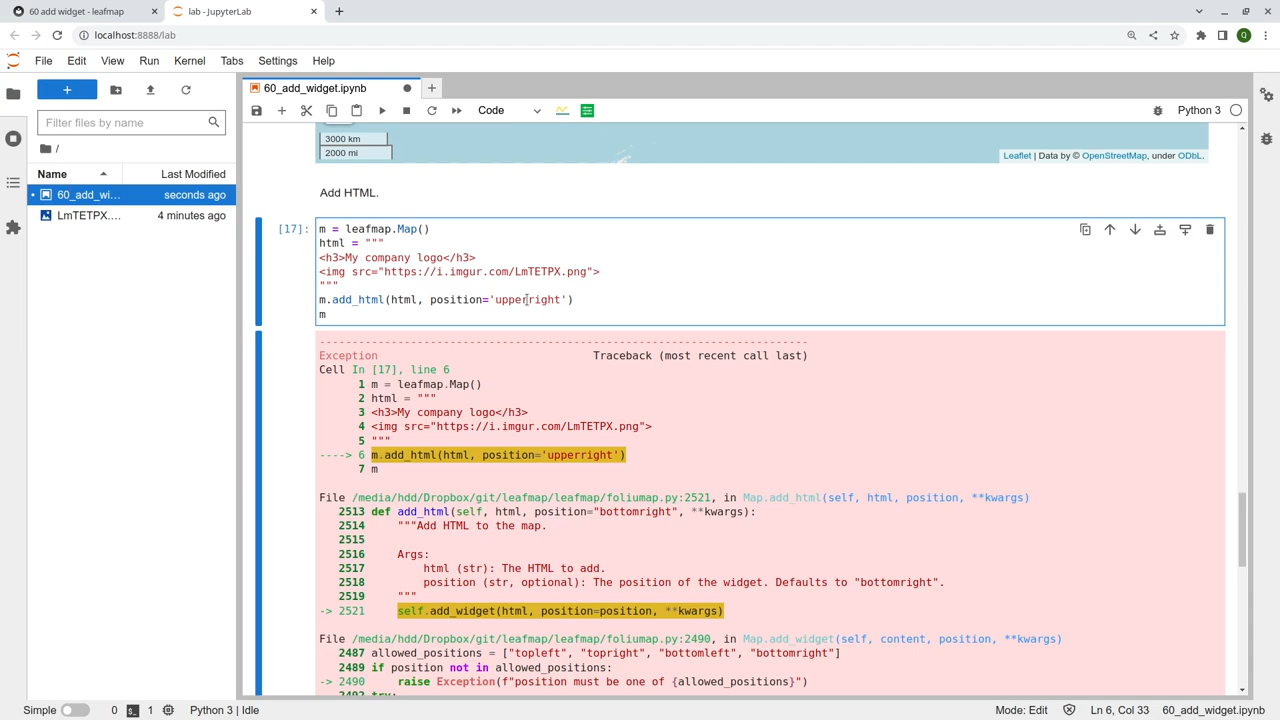 60 add widget - leafmap
lab - JupyterLab
localhost:8888/lab
Q
File Edit View Run Kernel Tabs Settings Help
60_add_widget.ipynb
Code
Python 3
Filter files by name
/
Name Last Modified
60_add_wi... seconds ago
LmTETPX.... 4 minutes ago
3000 km
2000 mi
Leaflet | Data by © OpenStreetMap, under ODbL.
Add HTML.
[17]:
m = leafmap.Map()
html = """
<h3>My company logo</h3>
<img src="https://i.imgur.com/LmTETPX.png">
"""
m.add_html(html, position='upperright')
m
---------------------------------------------------------------------------
Exception Traceback (most recent call last)
Cell In [17], line 6
1 m = leafmap.Map()
2 html = """
3 <h3>My company logo</h3>
4 <img src="https://i.imgur.com/LmTETPX.png">
5 """
----> 6 m.add_html(html, position='upperright')
7 m
File /media/hdd/Dropbox/git/leafmap/leafmap/foliumap.py:2521, in Map.add_html(self, html, position, **kwargs)
2513 def add_html(self, html, position="bottomright", **kwargs):
2514 """Add HTML to the map.
2515
2516 Args:
2517 html (str): The HTML to add.
2518 position (str, optional): The position of the widget. Defaults to "bottomright".
2519 """
-> 2521 self.add_widget(html, position=position, **kwargs)
File /media/hdd/Dropbox/git/leafmap/leafmap/foliumap.py:2490, in Map.add_widget(self, content, position, **kwargs)
2487 allowed_positions = ["topleft", "topright", "bottomleft", "bottomright"]
2489 if position not in allowed_positions:
-> 2490 raise Exception(f"position must be one of {allowed_positions}")
2492 try:
Simple 0 1 Python 3 | Idle Mode: Edit Ln 6, Col 33 60_add_widget.ipynb